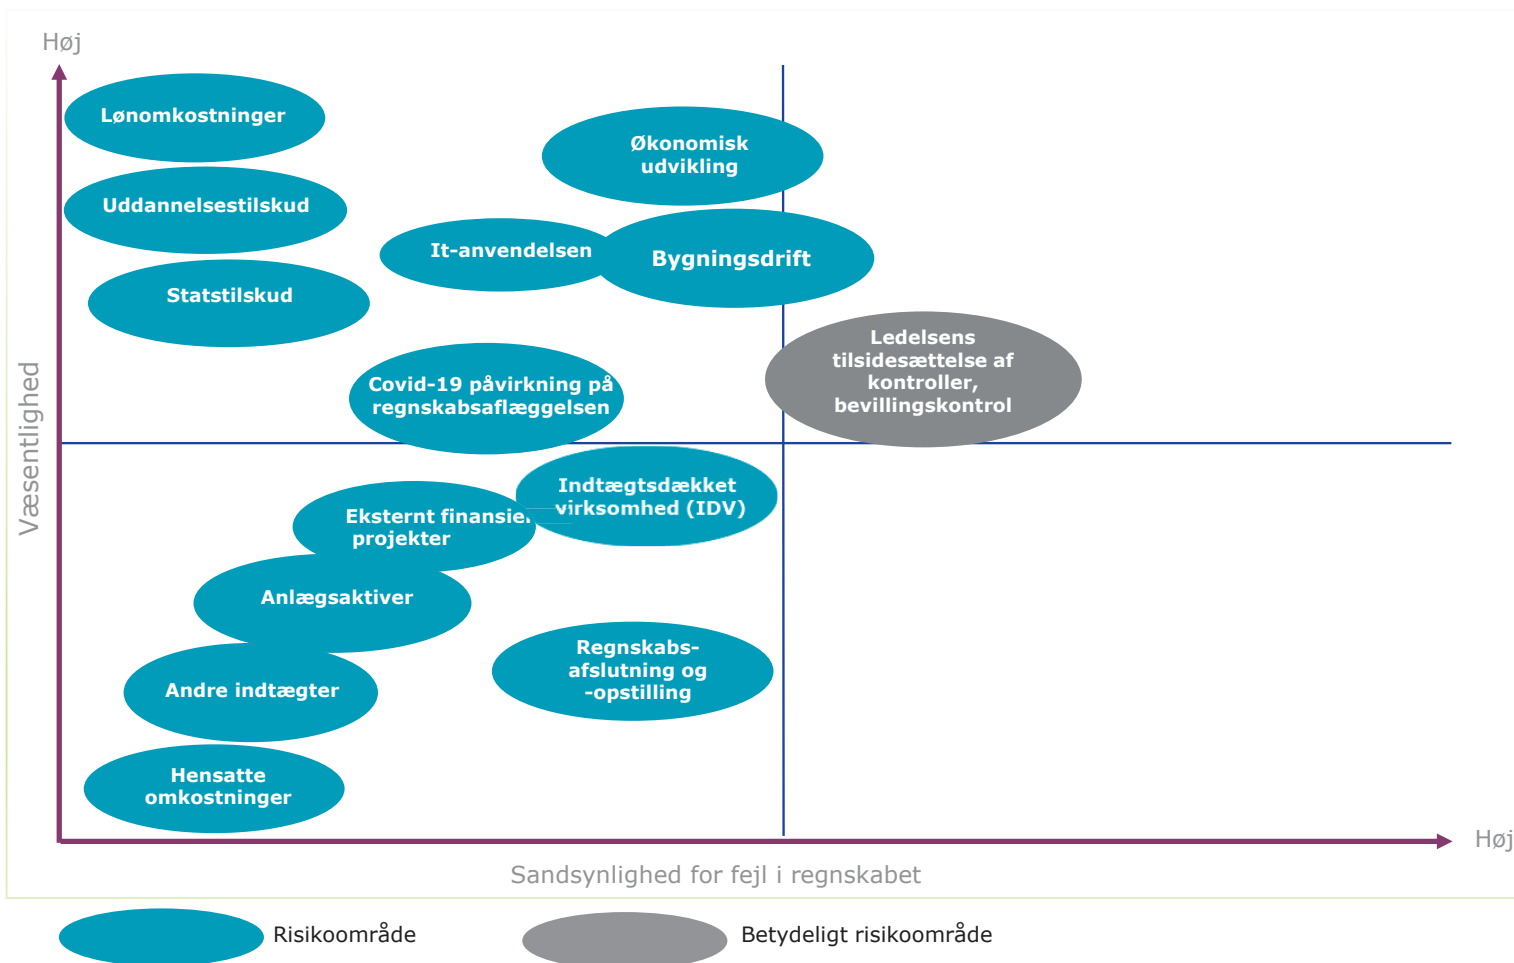 Høj
Lønomkostninger
Økonomisk
udvikling
Uddannelsestilskud
It-anvendelsen
Bygningsdrift
Statstilskud
Ledelsens
tilsidesættelse af
kontroller,
bevillingskontrol
Covid-19 påvirkning på
regnskabsaflæggelsen
Væsentlighed
Indtægtsdækket
virksomhed (IDV)
Eksternt finansier
projekter
Anlægsaktiver
Regnskabs-
afslutning og
-opstilling
Andre indtægter
Hensatte
omkostninger
Høj
Sandsynlighed for fejl i regnskabet
Risikoområde
Betydeligt risikoområde